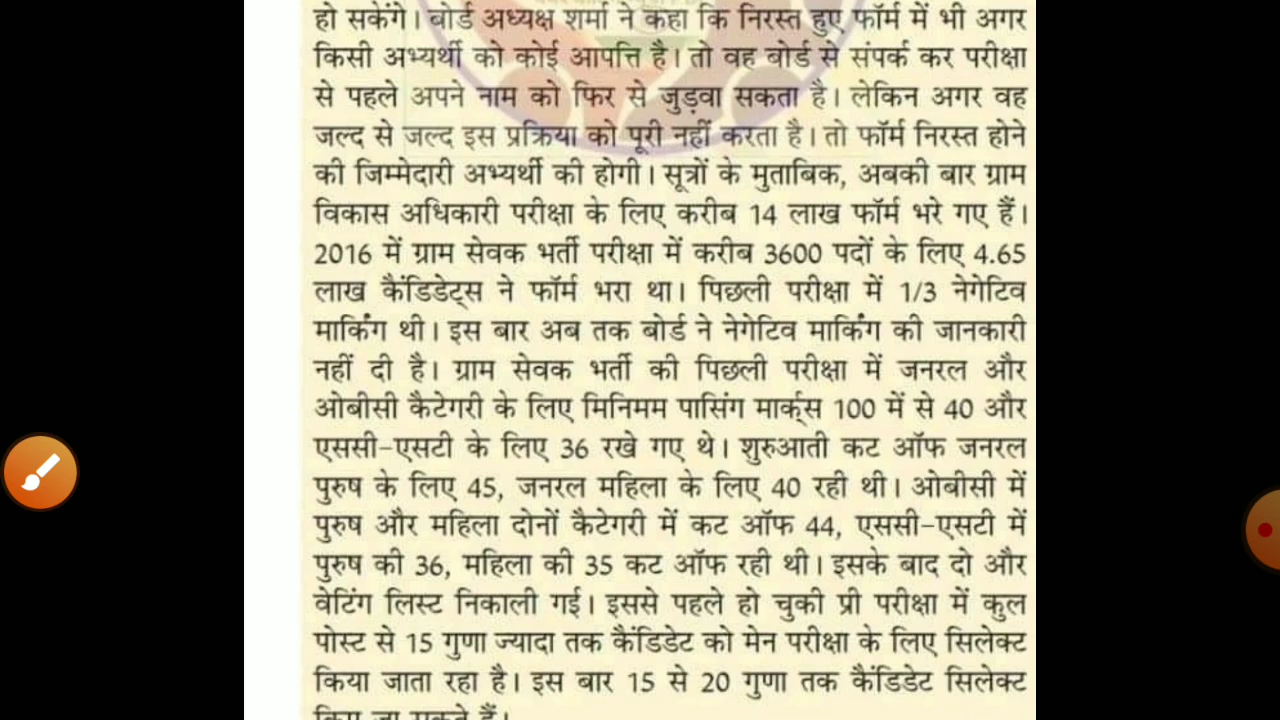 हो सकेंगे। बोर्ड अध्यक्ष शर्मा ने कहा कि निरस्त हुए फॉर्म में भी अगर
किसी अभ्यर्थी को कोई आपत्ति है। तो वह बोर्ड से संपर्क कर परीक्षा
से पहले अपने नाम को फिर से जुड़वा सकता है। लेकिन अगर वह
जल्द से जल्द इस प्रक्रिया को पूरी नहीं करता है। तो फॉर्म निरस्त होने
की जिम्मेदारी अभ्यर्थी की होगी। सूत्रों के मुताबिक, अबकी बार ग्राम
विकास अधिकारी परीक्षा के लिए करीब 14 लाख फॉर्म भरे गए हैं।
2016 में ग्राम सेवक भर्ती परीक्षा में करीब 3600 पदों के लिए 4.65
लाख कैंडिडेट्स ने फॉर्म भरा था। पिछली परीक्षा में 1/3 नेगेटिव
मार्किंग थी। इस बार अब तक बोर्ड ने नेगेटिव मार्किंग की जानकारी
नहीं दी है। ग्राम सेवक भर्ती की पिछली परीक्षा में जनरल और
ओबीसी कैटेगरी के लिए मिनिमम पासिंग मार्क्स 100 में से 40 और
एससी-एसटी के लिए 36 रखे गए थे। शुरुआती कट ऑफ जनरल
पुरुष के लिए 45, जनरल महिला के लिए 40 रही थी। ओबीसी में
पुरुष और महिला दोनों कैटेगरी में कट ऑफ 44, एससी-एसटी में
पुरुष की 36, महिला की 35 कट ऑफ रही थी। इसके बाद दो और
वेटिंग लिस्ट निकाली गई। इससे पहले हो चुकी प्री परीक्षा में कुल
पोस्ट से 15 गुणा ज्यादा तक कैंडिडेट को मेन परीक्षा के लिए सिलेक्ट
किया जाता रहा है। इस बार 15 से 20 गुणा तक कैंडिडेट सिलेक्ट